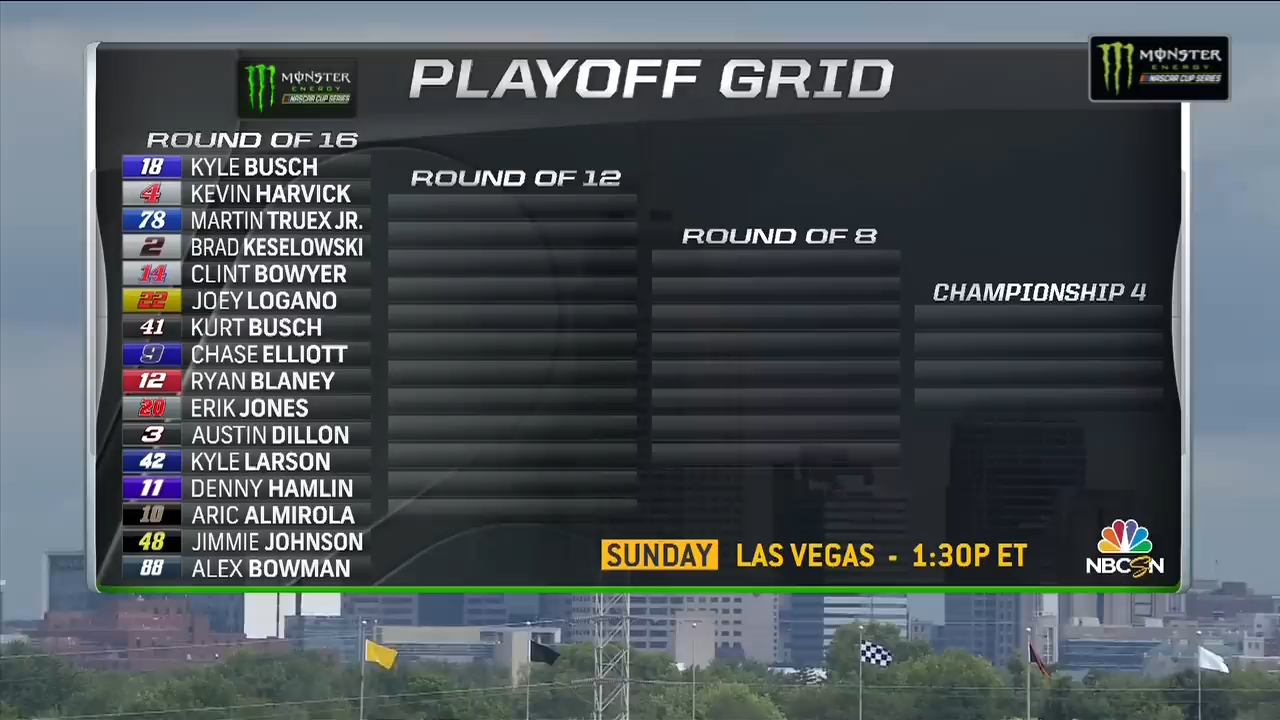 MONSTER
ENERGY
NASCAR CUP SERIES
PLAYOFF GRID
MONSTER
ENERGY
NASCAR CUP SERIES
ROUND OF 16
18 KYLE BUSCH
4 KEVIN HARVICK
78 MARTIN TRUEX JR.
2 BRAD KESELOWSKI
14 CLINT BOWYER
22 JOEY LOGANO
41 KURT BUSCH
9 CHASE ELLIOTT
12 RYAN BLANEY
20 ERIK JONES
3 AUSTIN DILLON
42 KYLE LARSON
11 DENNY HAMLIN
10 ARIC ALMIROLA
48 JIMMIE JOHNSON
88 ALEX BOWMAN
ROUND OF 12
ROUND OF 8
CHAMPIONSHIP 4
SUNDAY LAS VEGAS - 1:30P ET
NBCSN